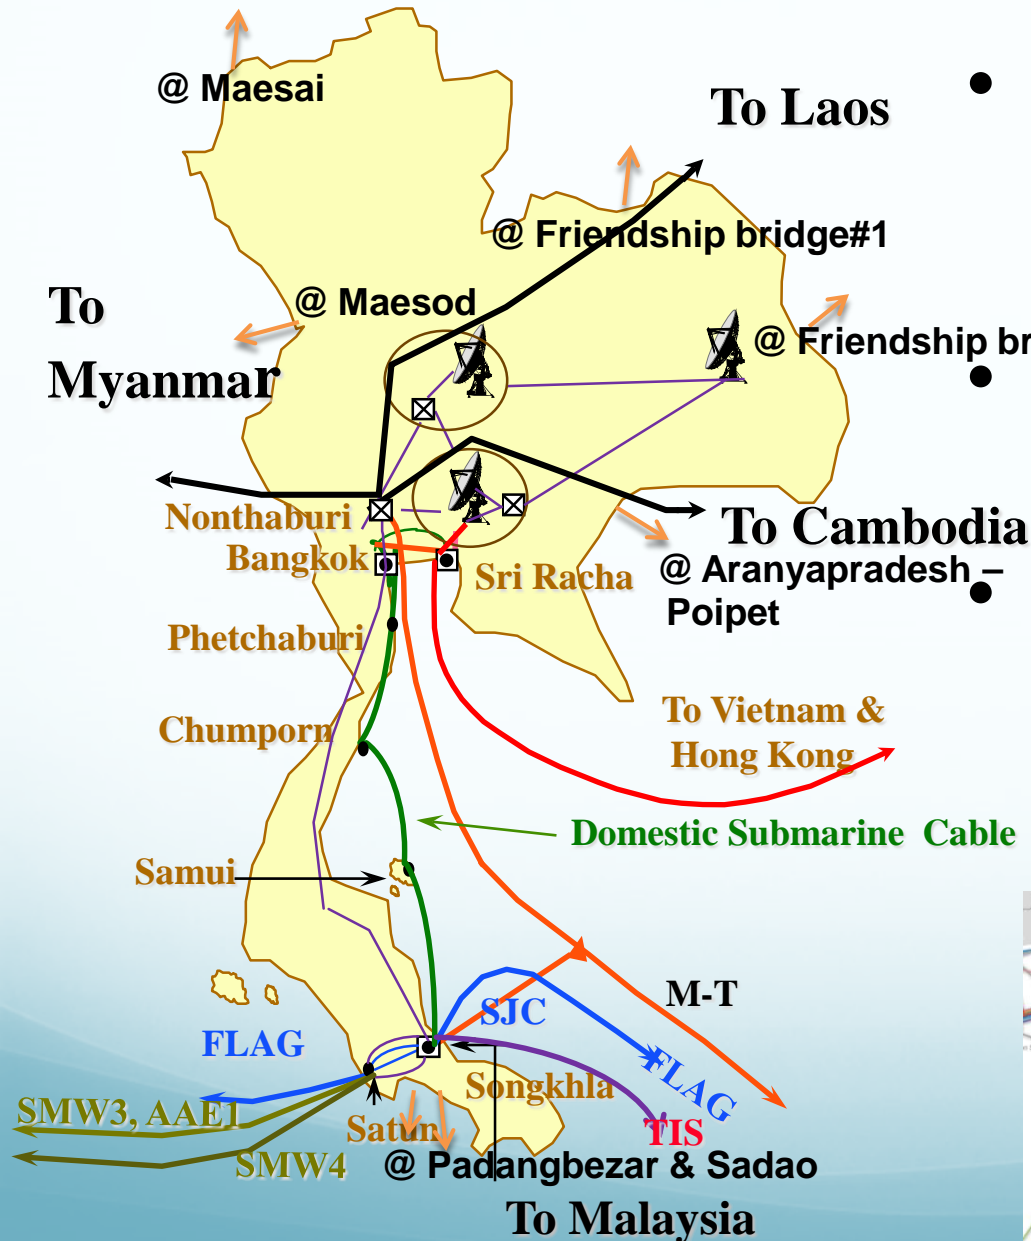 @ Maesai
To Laos
@ Friendship bridge#1
To
Myanmar
@ Maesod
@ Friendship br
Nonthaburi
Bangkok
Sri Racha
To Cambodia
@ Aranyapradesh –
Poipet
Phetchaburi
Chumporn
To Vietnam &
Hong Kong
Domestic Submarine Cable
Samui
M-T
SJC
FLAG
FLAG
Songkhla
SMW3, AAE1
Satun
TIS
SMW4
@ Padangbezar & Sadao
To Malaysia